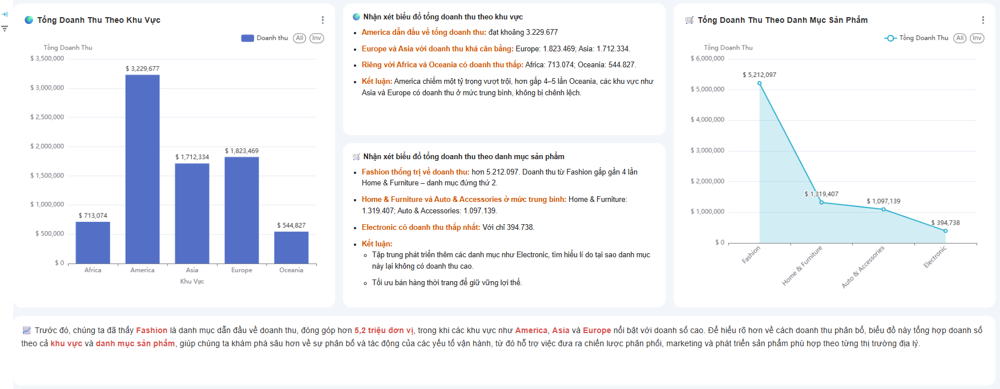 Tổng Doanh Thu Theo Khu Vực
Doanh thu
All
Inv
Tổng Doanh Thu
$ 3,500,000
$ 3,000,000
$ 2,500,000
$ 2,000,000
$ 1,500,000
$ 1,000,000
$ 500,000
$ 0
$ 713,074
$ 3,229,677
$ 1,712,334
$ 1,823,469
$ 544,827
Africa
America
Asia
Europe
Oceania
Khu Vực
Nhận xét biểu đồ tổng doanh thu theo khu vực
America dẫn đầu về tổng doanh thu: đạt khoảng 3.229.677
Europe và Asia với doanh thu khá cân bằng: Europe: 1.823.469; Asia: 1.712.334.
Riêng với Africa và Oceania có doanh thu thấp: Africa: 713.074; Oceania: 544.827.
Kết luận: America chiếm một tỷ trọng vượt trội, hơn gấp 4–5 lần Oceania, các khu vực như
Asia và Europe có doanh thu ở mức trung bình, không bị chênh lệch.
Nhận xét biểu đồ tổng doanh thu theo danh mục sản phẩm
Fashion thống trị về doanh thu: hơn 5.212.097. Doanh thu từ Fashion gấp gần 4 lần
Home & Furniture – danh mục đứng thứ 2.
Home & Furniture và Auto & Accessories ở mức trung bình: Home & Furniture:
1.319.407; Auto & Accessories: 1.097.139.
Electronic có doanh thu thấp nhất: Với chỉ 394.738.
Kết luận:
Tập trung phát triển thêm các danh mục như Electronic, tìm hiểu lí do tại sao danh mục
này lại không có doanh thu cao.
Tối ưu bán hàng thời trang để giữ vững lợi thế.
Tổng Doanh Thu Theo Danh Mục Sản Phẩm
Tổng Doanh Thu
All
Inv
Tổng Doanh Thu
$ 6,000,000
$ 5,000,000
$ 4,000,000
$ 3,000,000
$ 2,000,000
$ 1,000,000
$ 0
$ 5,212,097
$ 1,319,407
$ 1,097,139
$ 394,738
Fashion
Home & Furniture
Auto & Accessories
Electronic
Trước đó, chúng ta đã thấy Fashion là danh mục dẫn đầu về doanh thu, đóng góp hơn 5,2 triệu đơn vị, trong khi các khu vực như America, Asia và Europe nổi bật với doanh số cao. Để hiểu rõ hơn về cách doanh thu phân bổ, biểu đồ này tổng hợp doanh số
theo cả khu vực và danh mục sản phẩm, giúp chúng ta khám phá sâu hơn về sự phân bố và tác động của các yếu tố vận hành, từ đó hỗ trợ việc đưa ra chiến lược phân phối, marketing và phát triển sản phẩm phù hợp theo từng thị trường địa lý.